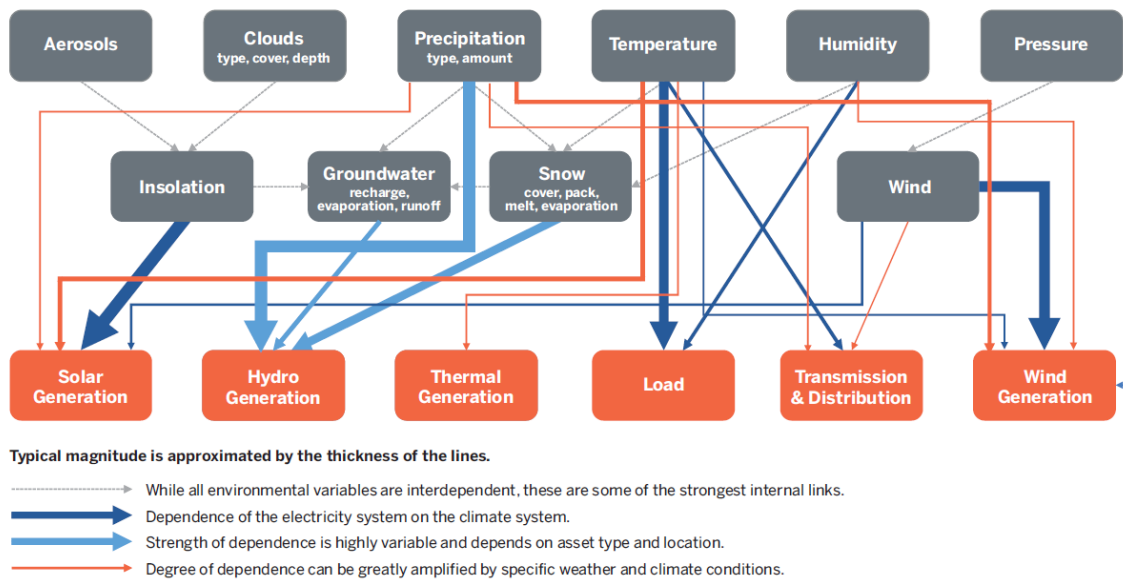 Aerosols
Clouds
type, cover, depth
Precipitation
type, amount
Temperature
Humidity
Pressure
Insolation
Groundwater
recharge,
evaporation, runoff
Snow
cover, pack,
melt, evaporation
Wind
Solar
Generation
Hydro
Generation
Thermal
Generation
Load
Transmission
& Distribution
Wind
Generation
Typical magnitude is approximated by the thickness of the lines.
While all environmental variables are interdependent, these are some of the strongest internal links.
Dependence of the electricity system on the climate system.
Strength of dependence is highly variable and depends on asset type and location.
Degree of dependence can be greatly amplified by specific weather and climate conditions.